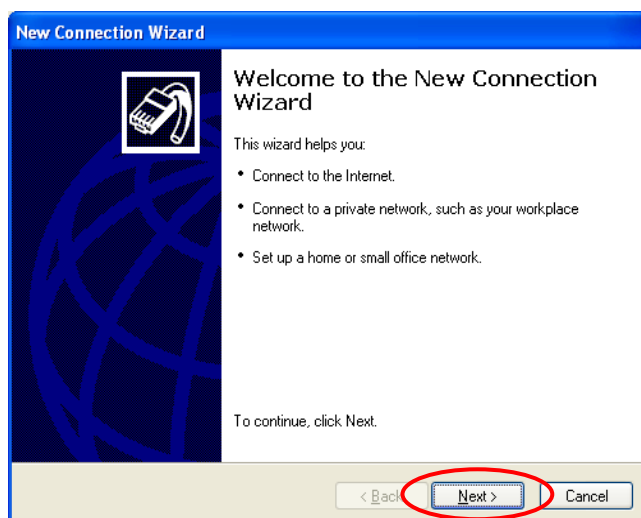 New Connection Wizard
Welcome to the New Connection
Wizard
This wizard helps you:
• Connect to the Internet.
• Connect to a private network, such as your workplace
network.
• Set up a home or small office network.
To continue, click Next.
< Back
Next >
Cancel